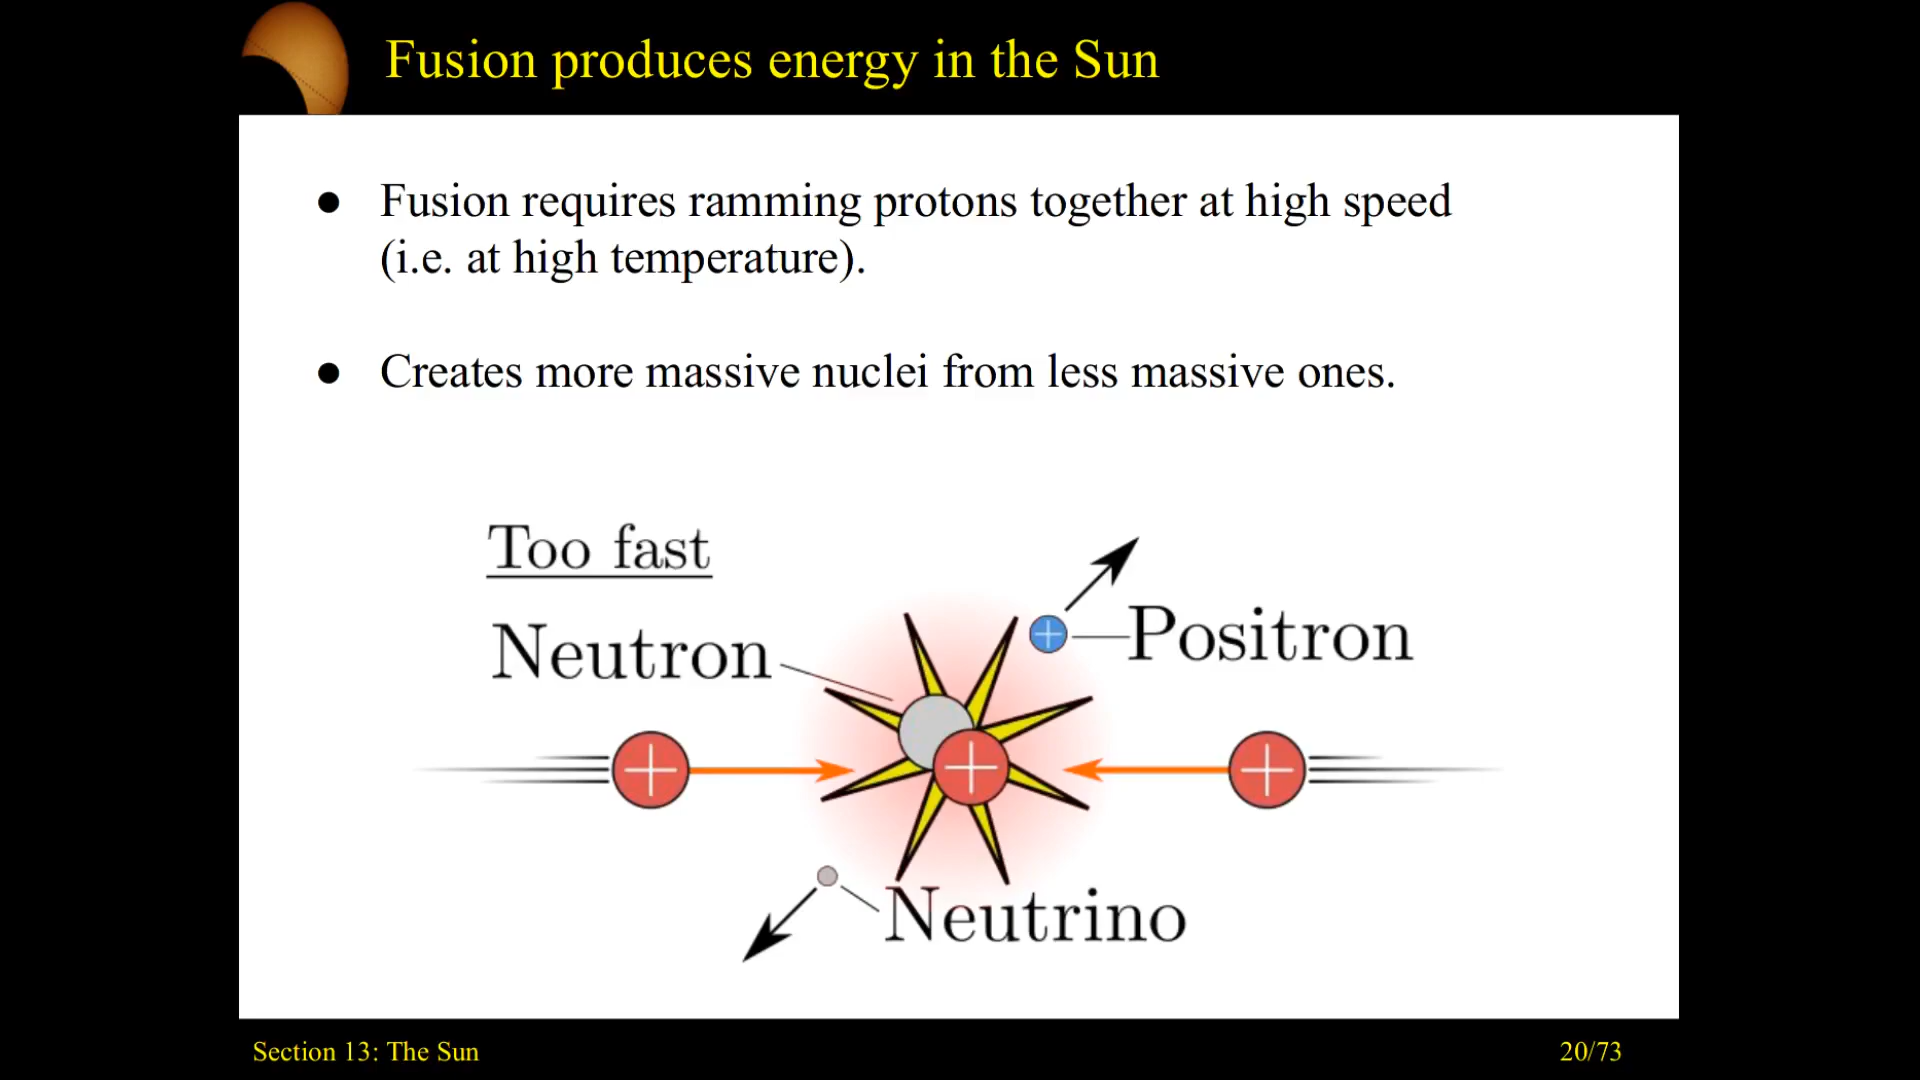 Fusion produces energy in the Sun
● Fusion requires ramming protons together at high speed
(i.e. at high temperature).
● Creates more massive nuclei from less massive ones.
Too fast
Neutron
Positron
Neutrino
Section 13: The Sun
20/73